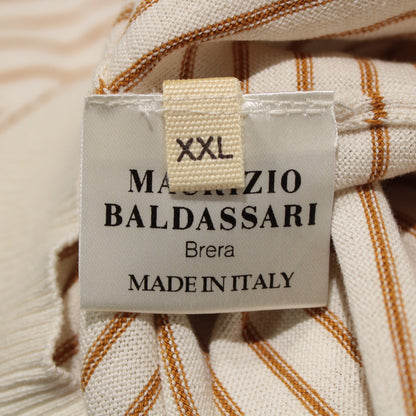 XXL
MAURIZIO
BALDASSARI
Brera
MADE IN ITALY